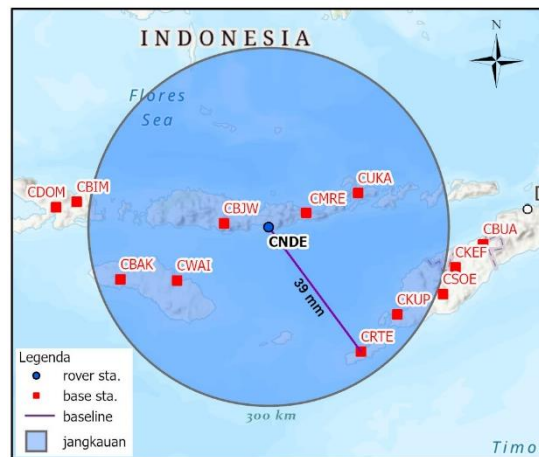 INDONESIA
N
Flores
Sea
CDOM
CBIM
CUKA
CMRE
CBJW
CNDE
CBUA
CKEF
CSOE
CBAK
CWAI
39 mm
CKUP
CRTE
Legenda
rover sta.
base sta.
baseline
jangkauan
300 km
Timo
D